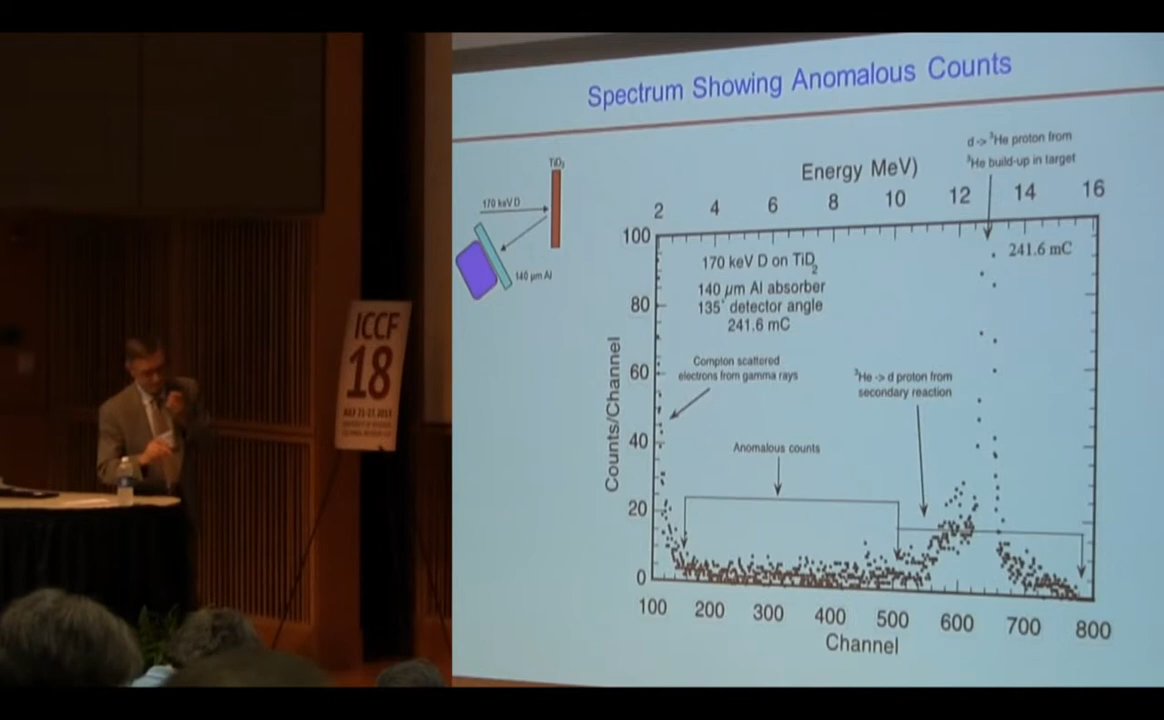 Spectrum Showing Anomalous Counts
TiD2
170 keV D
140 µm Al
d -> ³He proton from
³He build-up in target
Energy MeV)
2 4 6 8 10 12 14 16
241.6 mC
170 keV D on TiD2
140 µm Al absorber
135° detector angle
241.6 mC
Compton scattered
electrons from gamma rays
³He -> d proton from
secondary reaction
Anomalous counts
Counts/Channel
100
80
60
40
20
0
100 200 300 400 500 600 700 800
Channel
ICCF
18